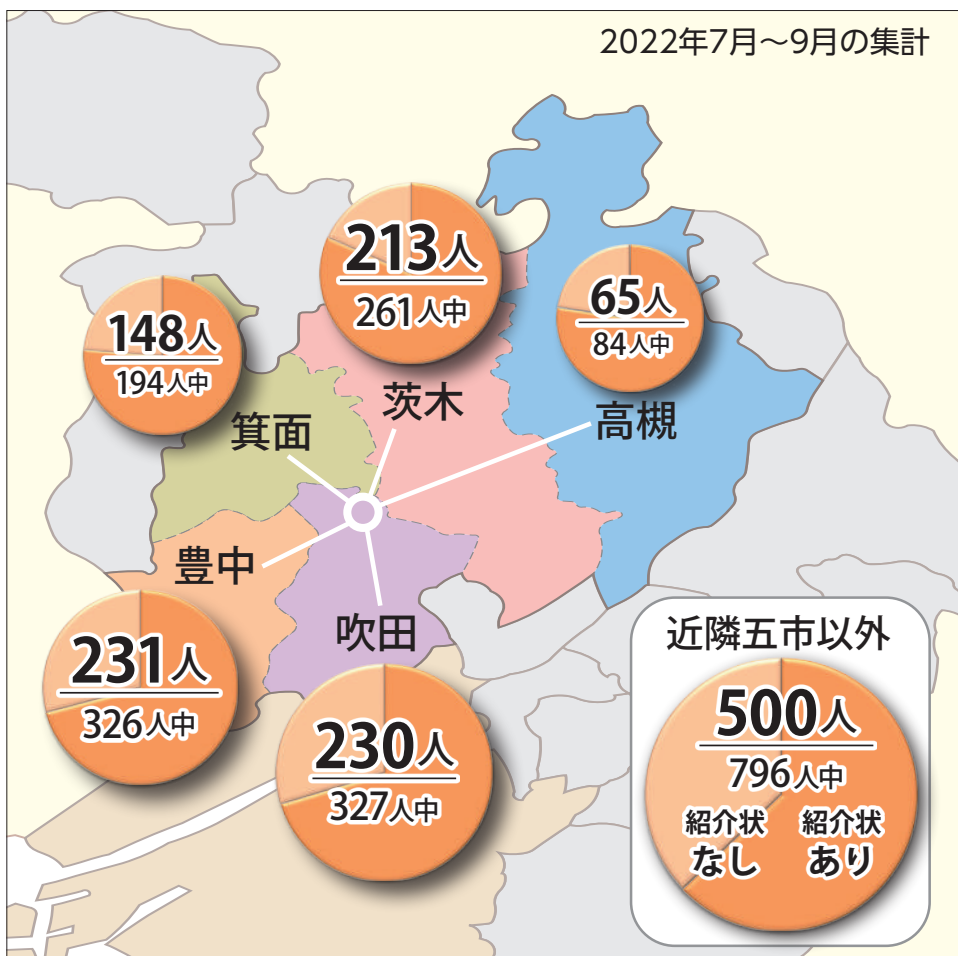 2022年7月～9月の集計
213人
261人中
65人
84人中
148人
194人中
茨木
高槻
箕面
豊中
吹田
231人
326人中
230人
327人中
近隣五市以外
500人
796人中
紹介状 紹介状
なし あり